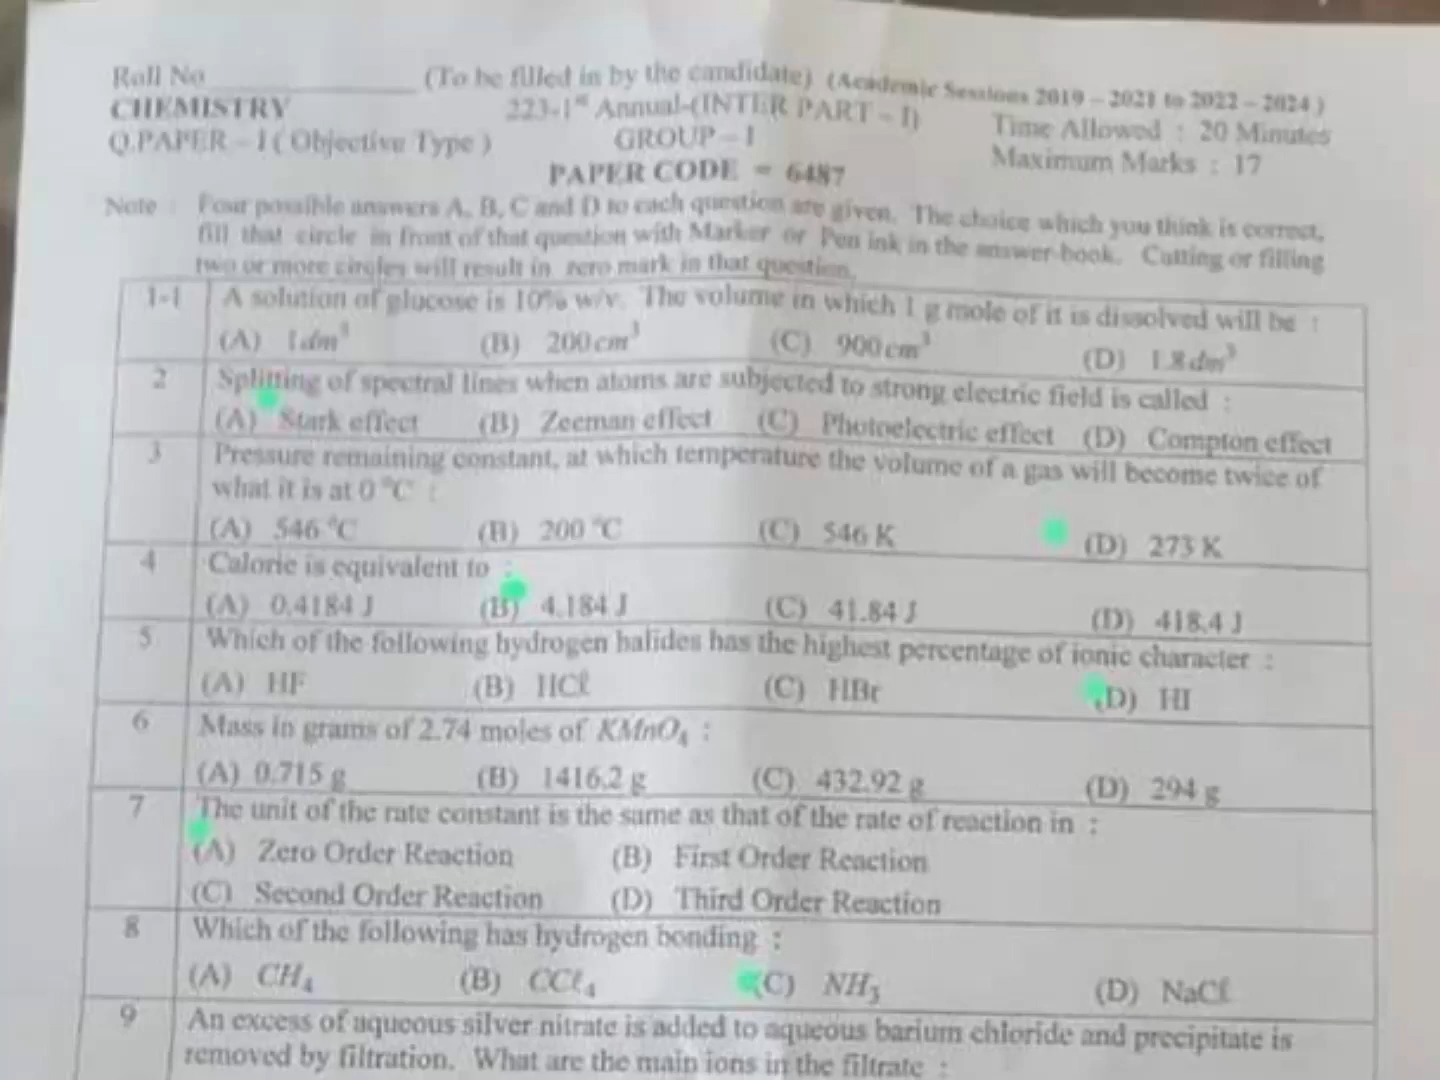 Roll No____________ (To be filled in by the candidate) (Academic Sessions 2019 – 2021 to 2022 – 2024)
CHEMISTRY 223-1st Annual-(INTER PART – I) Time Allowed : 20 Minutes
Q.PAPER – I ( Objective Type ) GROUP – I Maximum Marks : 17
PAPER CODE = 6487
Note : Four possible answers A, B, C and D to each question are given. The choice which you think is correct,
fill that circle in front of that question with Marker or Pen ink in the answer-book. Cutting or filling
two or more circles will result in zero mark in that question.
1-1 A solution of glucose is 10% w/v. The volume in which 1 g mole of it is dissolved will be :
(A) 1dm³ (B) 200cm³ (C) 900cm³ (D) 1.8dm³
2 Splitting of spectral lines when atoms are subjected to strong electric field is called :
(A) Stark effect (B) Zeeman effect (C) Photoelectric effect (D) Compton effect
3 Pressure remaining constant, at which temperature the volume of a gas will become twice of
what it is at 0 °C :
(A) 546 °C (B) 200 °C (C) 546 K (D) 273 K
4 Calorie is equivalent to :
(A) 0.4184 J (B) 4.184 J (C) 41.84 J (D) 418.4 J
5 Which of the following hydrogen halides has the highest percentage of ionic character :
(A) HF (B) HCℓ (C) HBr (D) HI
6 Mass in grams of 2.74 moles of KMnO₄ :
(A) 0.715 g (B) 1416.2 g (C) 432.92 g (D) 294 g
7 The unit of the rate constant is the same as that of the rate of reaction in :
(A) Zero Order Reaction (B) First Order Reaction
(C) Second Order Reaction (D) Third Order Reaction
8 Which of the following has hydrogen bonding :
(A) CH₄ (B) CCℓ₄ (C) NH₃ (D) NaCℓ
9 An excess of aqueous silver nitrate is added to aqueous barium chloride and precipitate is
removed by filtration. What are the main ions in the filtrate :